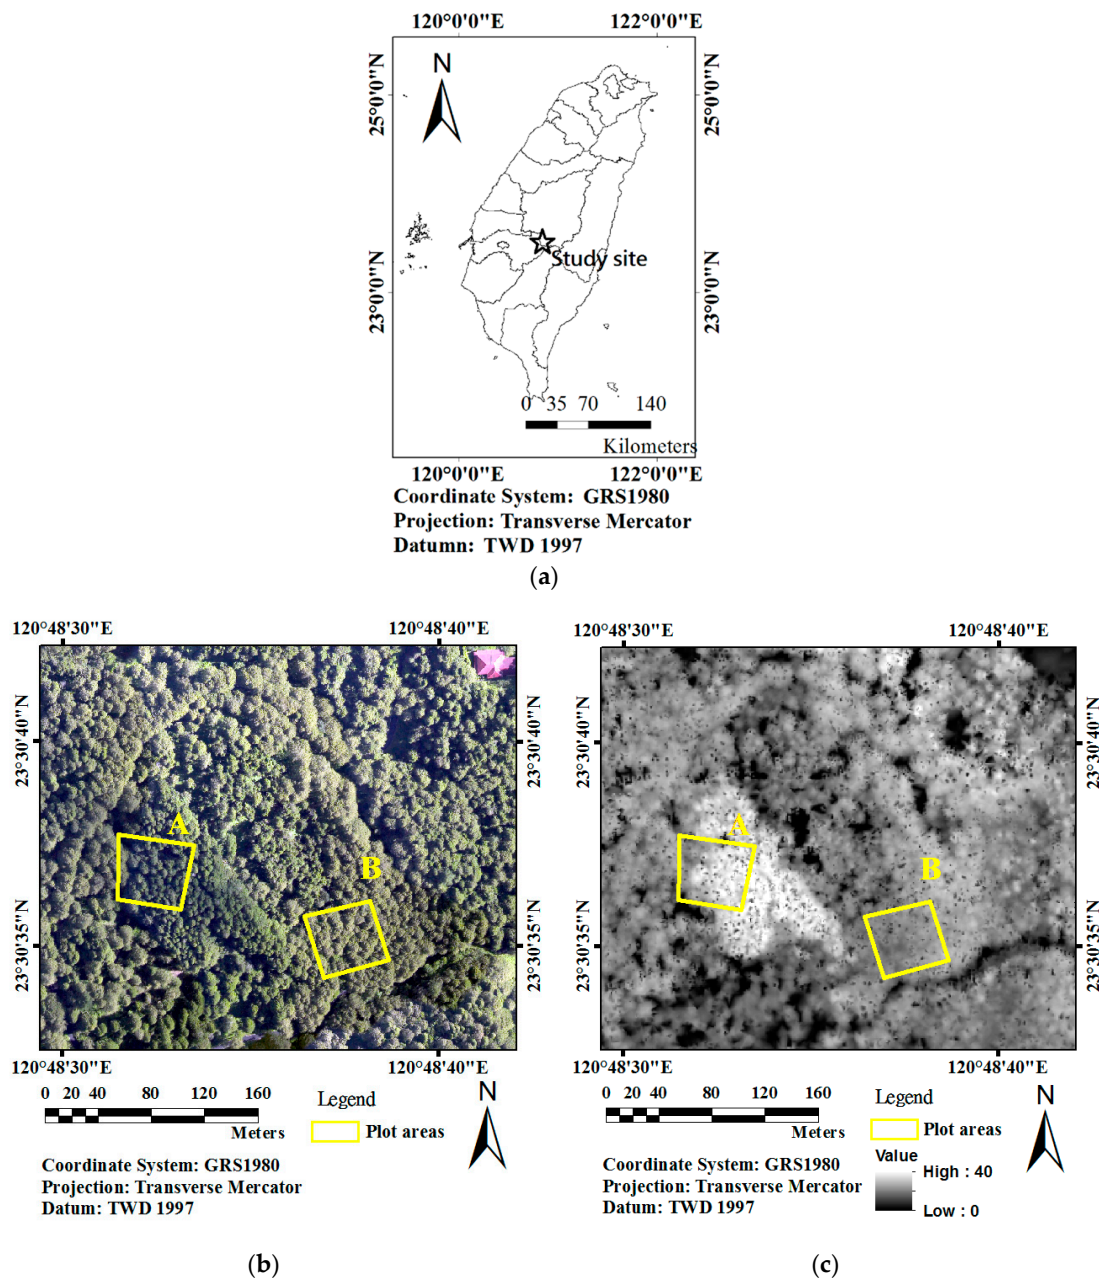 120°0'0"E 122°0'0"E
N
25°0'0"N 25°0'0"N
Study site
23°0'0"N 23°0'0"N
0 35 70 140
Kilometers
120°0'0"E 122°0'0"E
Coordinate System: GRS1980
Projection: Transverse Mercator
Datumn: TWD 1997
(a)
120°48'30"E 120°48'40"E
23°30'40"N 23°30'40"N
A
B
23°30'35"N 23°30'35"N
120°48'30"E 120°48'40"E
0 20 40 80 120 160
Meters
Legend
Plot areas
N
Coordinate System: GRS1980
Projection: Transverse Mercator
Datum: TWD 1997
(b)
120°48'30"E 120°48'40"E
23°30'40"N 23°30'40"N
A
B
23°30'35"N 23°30'35"N
120°48'30"E 120°48'40"E
0 20 40 80 120 160
Meters
Legend
Plot areas
Value
High : 40
Low : 0
N
Coordinate System: GRS1980
Projection: Transverse Mercator
Datum: TWD 1997
(c)